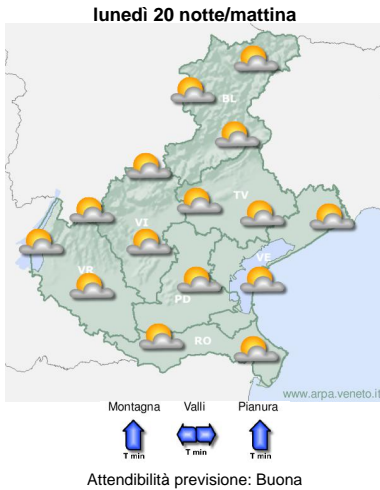 lunedì 20 notte/mattina
BL
TV
VI
VE
VR
PD
RO
www.arpa.veneto.it
Montagna Valli Pianura
T min T min T min
Attendibilità previsione: Buona